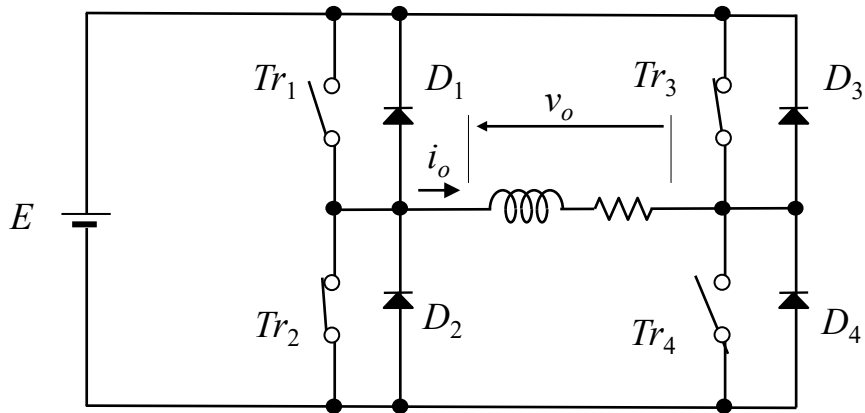 Tr₁
D₁
vₒ
Tr₃
D₃
iₒ
E
Tr₂
D₂
Tr₄
D₄